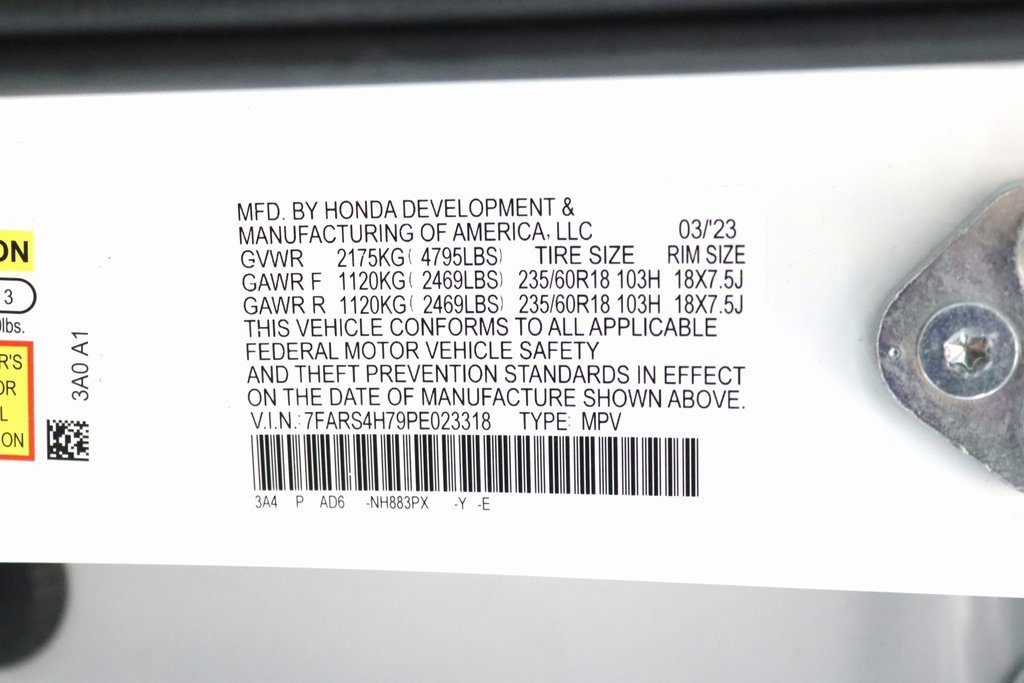 MFD. BY HONDA DEVELOPMENT &
MANUFACTURING OF AMERICA, LLC 03/'23
GVWR 2175KG( 4795LBS) TIRE SIZE RIM SIZE
GAWR F 1120KG( 2469LBS) 235/60R18 103H 18X7.5J
GAWR R 1120KG( 2469LBS) 235/60R18 103H 18X7.5J
THIS VEHICLE CONFORMS TO ALL APPLICABLE
FEDERAL MOTOR VEHICLE SAFETY
AND THEFT PREVENTION STANDARDS IN EFFECT
ON THE DATE OF MANUFACTURE SHOWN ABOVE.
V.I.N.: 7FARS4H79PE023318 TYPE: MPV
3A4 P AD6 -NH883PX -Y -E
3A0 A1
3
lbs.